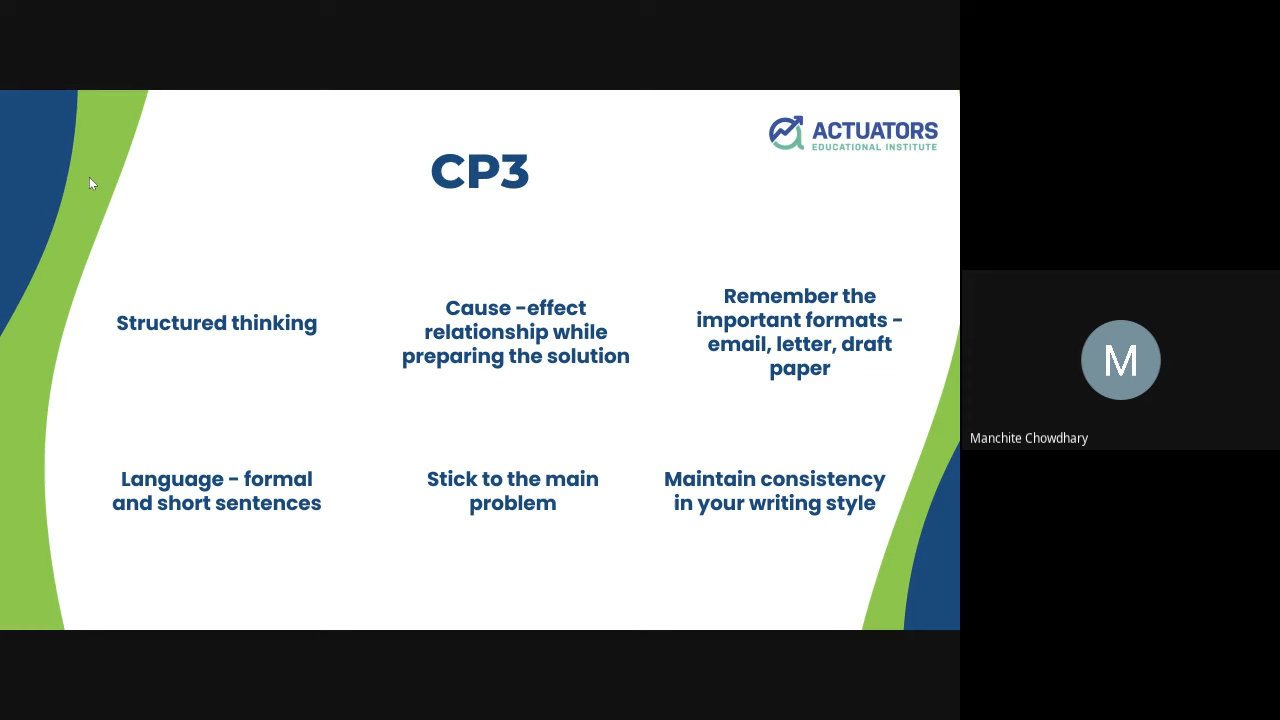 ACTUATORS
EDUCATIONAL INSTITUTE
CP3
Structured thinking
Cause -effect
relationship while
preparing the solution
Remember the
important formats -
email, letter, draft
paper
Language - formal
and short sentences
Stick to the main
problem
Maintain consistency
in your writing style
M
Manchite Chowdhary